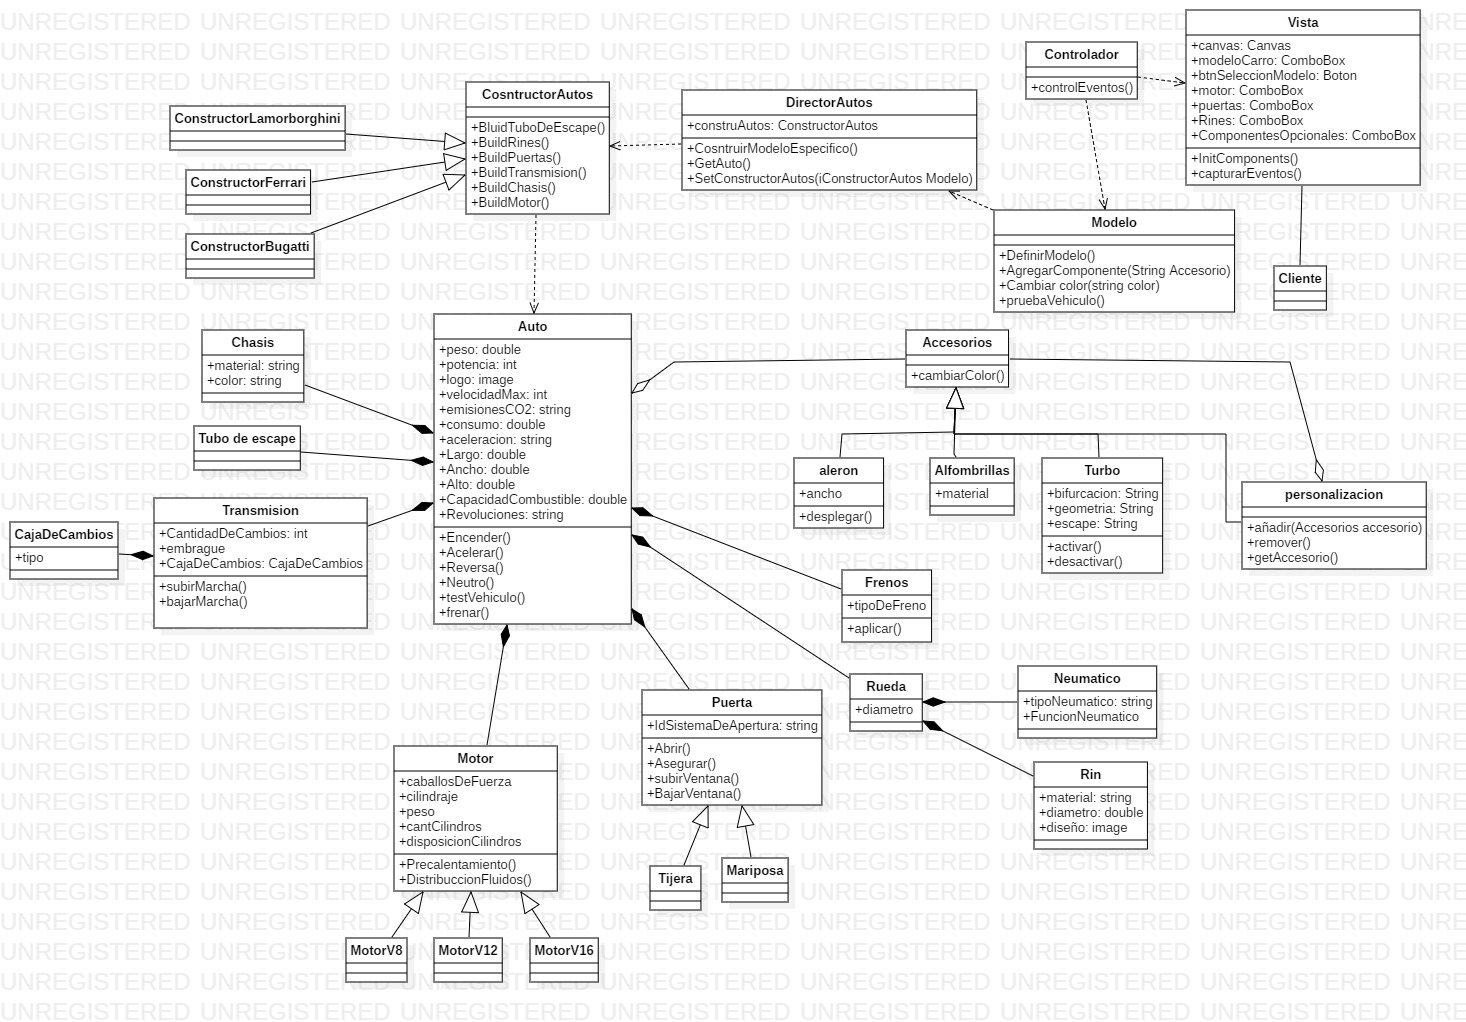 Vista
+canvas: Canvas
+modeloCarro: ComboBox
+btnSeleccionModelo: Boton
+motor: ComboBox
+puertas: ComboBox
+Rines: ComboBox
+ComponentesOpcionales: ComboBox
+InitComponents()
+capturarEventos()
Controlador
+controlEventos()
CosntructorAutos
+BluidTuboDeEscape()
+BuildRines()
+BuildPuertas()
+BuildTransmision()
+BuildChasis()
+BuildMotor()
DirectorAutos
+construAutos: ConstructorAutos
+CosntruirModeloEspecifico()
+GetAuto()
+SetConstructorAutos(iConstructorAutos Modelo)
ConstructorLamorborghini
ConstructorFerrari
ConstructorBugatti
Modelo
+DefinirModelo()
+AgregarComponente(String Accesorio)
+Cambiar color(string color)
+pruebaVehiculo()
Cliente
Auto
+peso: double
+potencia: int
+logo: image
+velocidadMax: int
+emisionesCO2: string
+consumo: double
+aceleracion: string
+Largo: double
+Ancho: double
+Alto: double
+CapacidadCombustible: double
+Revoluciones: string
+Encender()
+Acelerar()
+Reversa()
+Neutro()
+testVehiculo()
+frenar()
Chasis
+material: string
+color: string
Tubo de escape
Transmision
+CantidadDeCambios: int
+embrague
+CajaDeCambios: CajaDeCambios
+subirMarcha()
+bajarMarcha()
CajaDeCambios
+tipo
Accesorios
+cambiarColor()
aleron
+ancho
+desplegar()
Alfombrillas
+material
Turbo
+bifurcacion: String
+geometria: String
+escape: String
+activar()
+desactivar()
personalizacion
+añadir(Accesorios accesorio)
+remover()
+getAccesorio()
Frenos
+tipoDeFreno
+aplicar()
Rueda
+diametro
Neumatico
+tipoNeumatico: string
+FuncionNeumatico
Rin
+material: string
+diametro: double
+diseño: image
Puerta
+IdSistemaDeApertura: string
+Abrir()
+Asegurar()
+subirVentana()
+BajarVentana()
Tijera
Mariposa
Motor
+caballosDeFuerza
+cilindraje
+peso
+cantCilindros
+disposicionCilindros
+Precalentamiento()
+DistribuccionFluidos()
MotorV8
MotorV12
MotorV16
UNREGISTERED